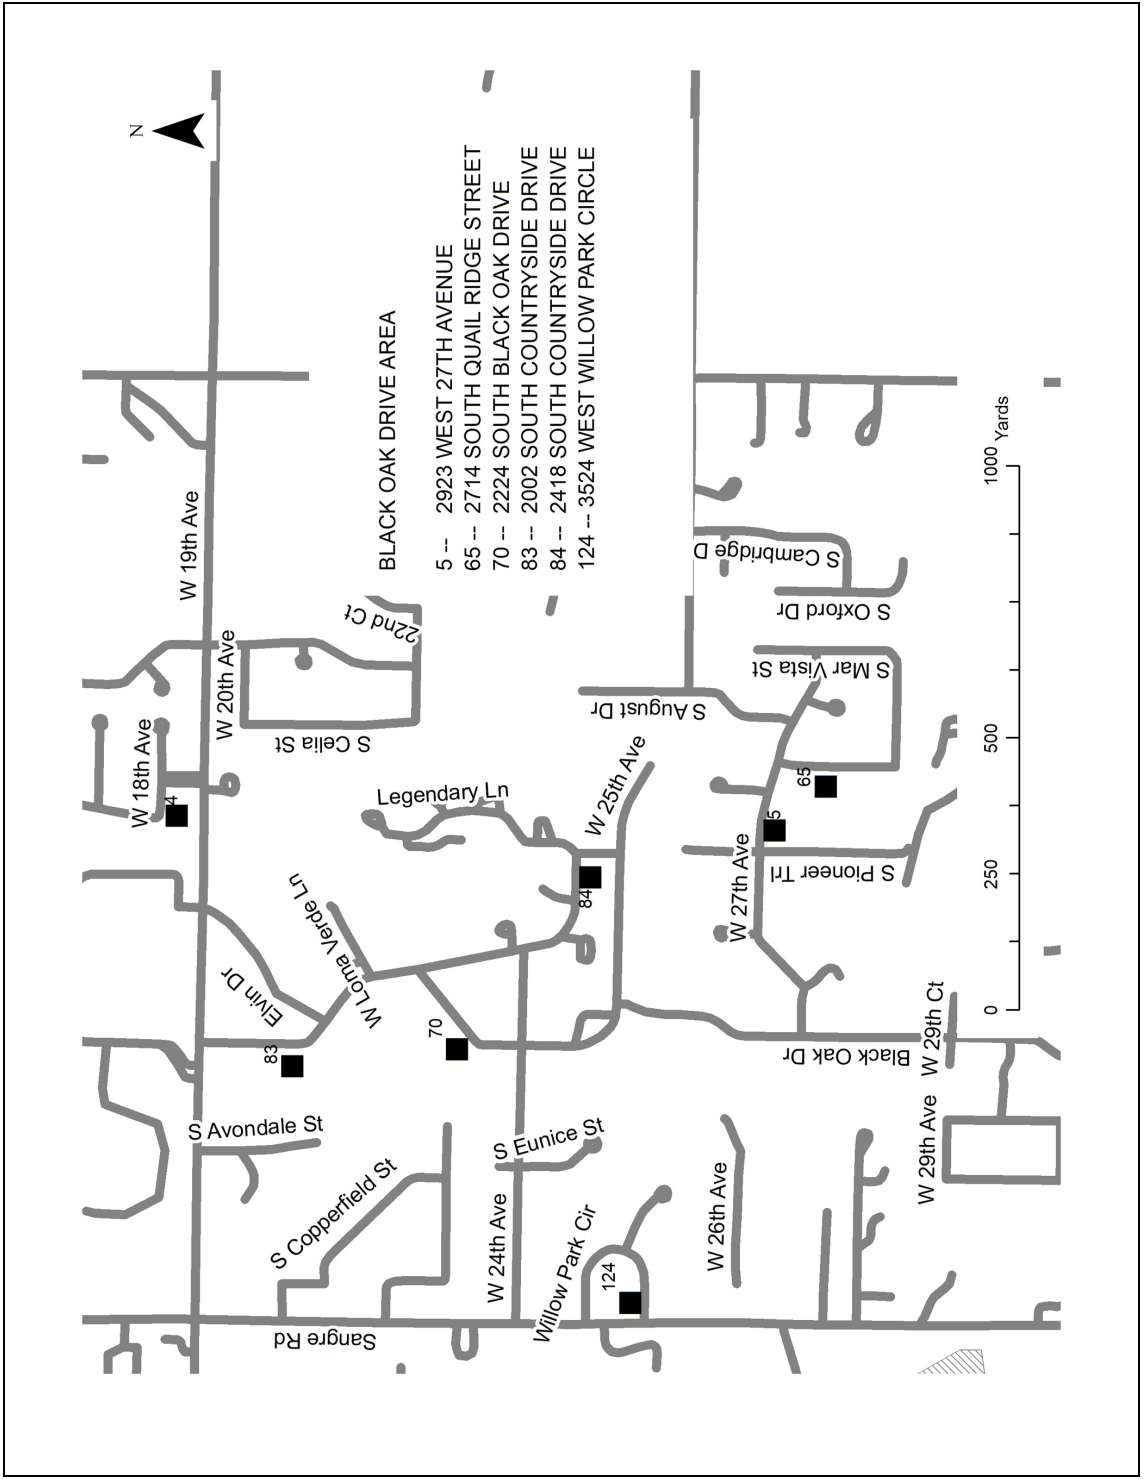 N
W 19th Ave
W 18th Ave
4
W 20th Ave
S Celia St
22nd Ct
BLACK OAK DRIVE AREA
5 -- 2923 WEST 27TH AVENUE
65 -- 2714 SOUTH QUAIL RIDGE STREET
70 -- 2224 SOUTH BLACK OAK DRIVE
83 -- 2002 SOUTH COUNTRYSIDE DRIVE
84 -- 2418 SOUTH COUNTRYSIDE DRIVE
124 -- 3524 WEST WILLOW PARK CIRCLE
S Cambridge D
S Oxford Dr
S Mar Vista St
S August Dr
W 25th Ave
Legendary Ln
84
65
5
W 27th Ave
S Pioneer Trl
Elvin Dr
W Loma Verde Ln
83
70
Black Oak Dr
W 29th Ct
W 29th Ave
S Avondale St
S Copperfield St
W 24th Ave
S Eunice St
Willow Park Cir
124
W 26th Ave
Sangre Rd
0
250
500
1000
Yards